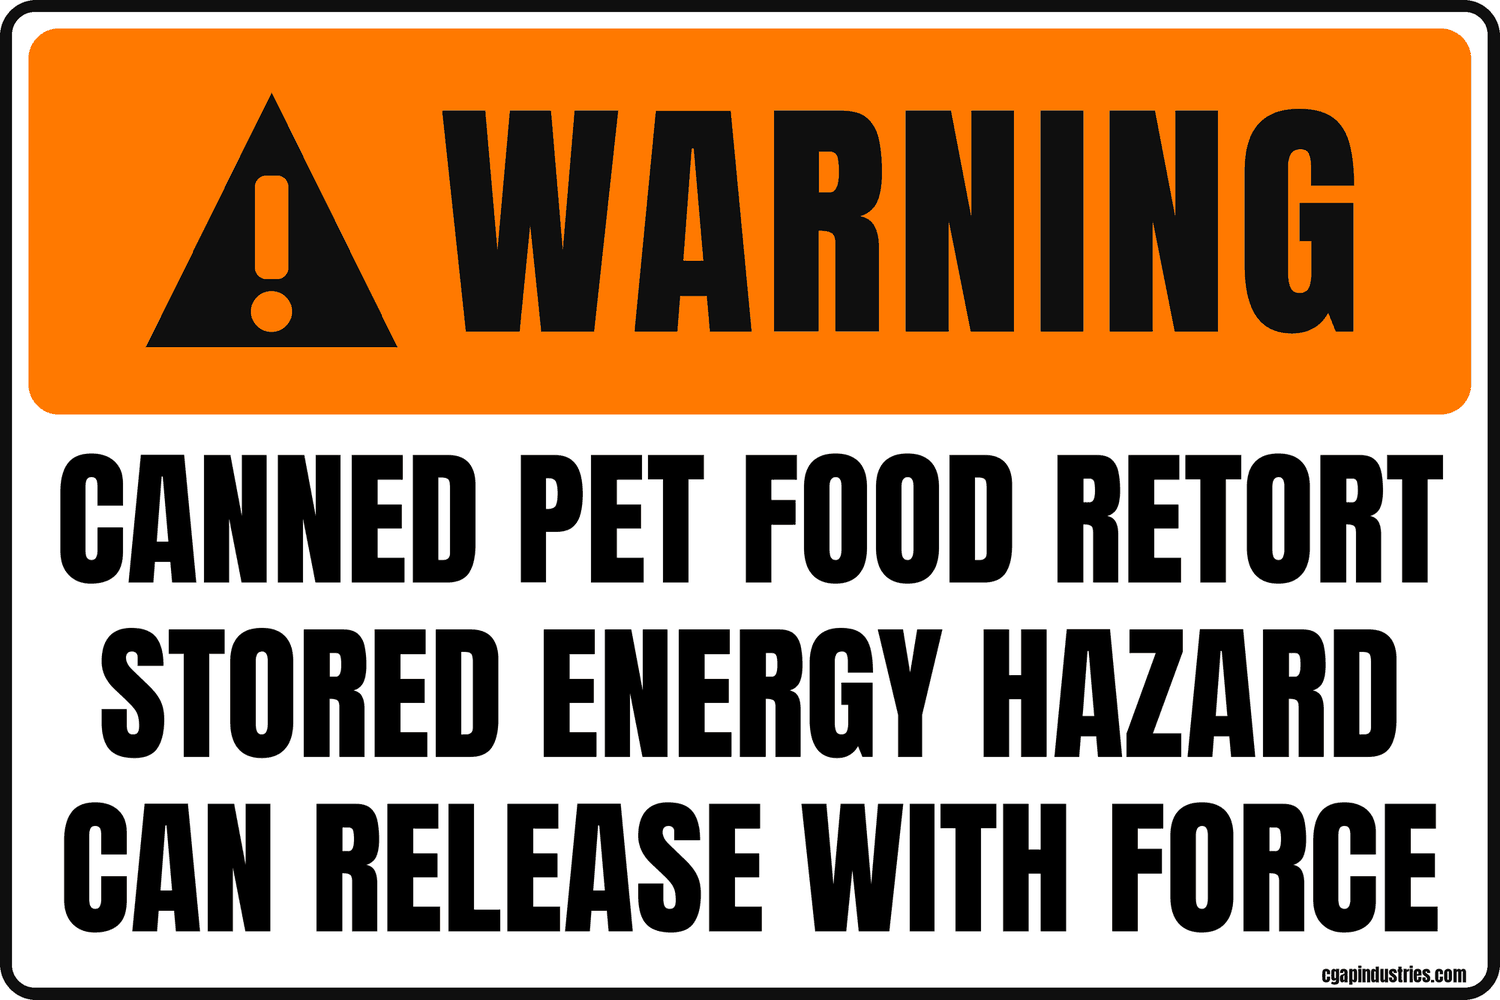 WARNING
CANNED PET FOOD RETORT
STORED ENERGY HAZARD
CAN RELEASE WITH FORCE
cgapindustries.com